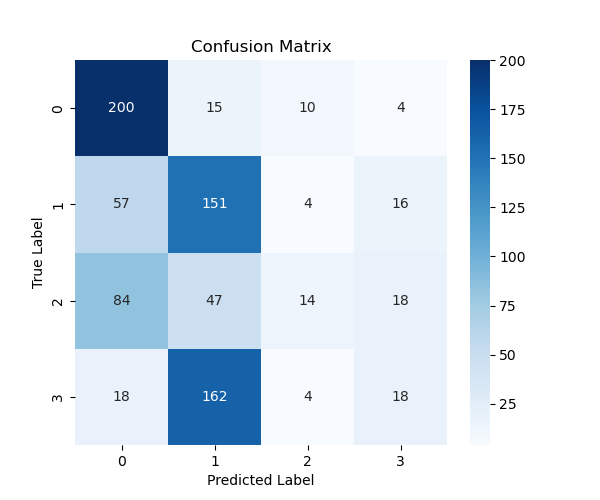 Confusion Matrix
True Label
0 200 15 10 4
1 57 151 4 16
2 84 47 14 18
3 18 162 4 18
0 1 2 3
Predicted Label
200
175
150
125
100
75
50
25